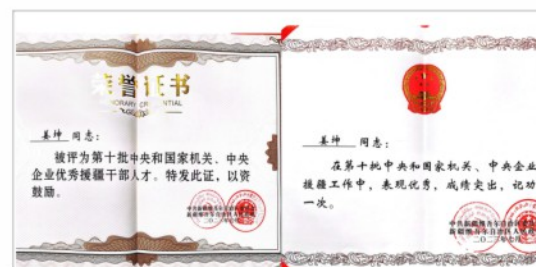 荣誉证书
HONORARY CREDENTIAL
姜坤 同志:
被评为第十批中央和国家机关、中央
企业优秀援疆干部人才。特发此证,以资
鼓励。
姜坤 同志:
在第十批中央和国家机关、中央企业
援疆工作中,表现优秀,成绩突出,记功
一次。